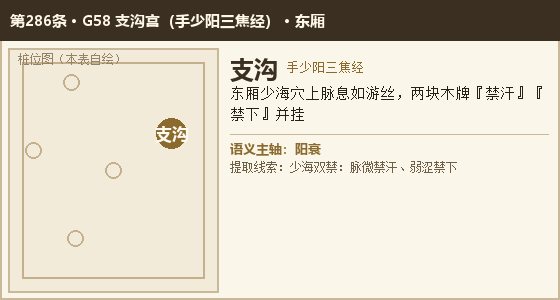 第286条・G58 支沟宫（手少阳三焦经）・东厢
桩位图（本表自绘）
支沟
支沟 手少阳三焦经
东厢少海穴上脉息如游丝，两块木牌『禁汗』『
禁下』并挂
语义主轴：阳衰
提取线索：少海双禁：脉微禁汗、弱涩禁下